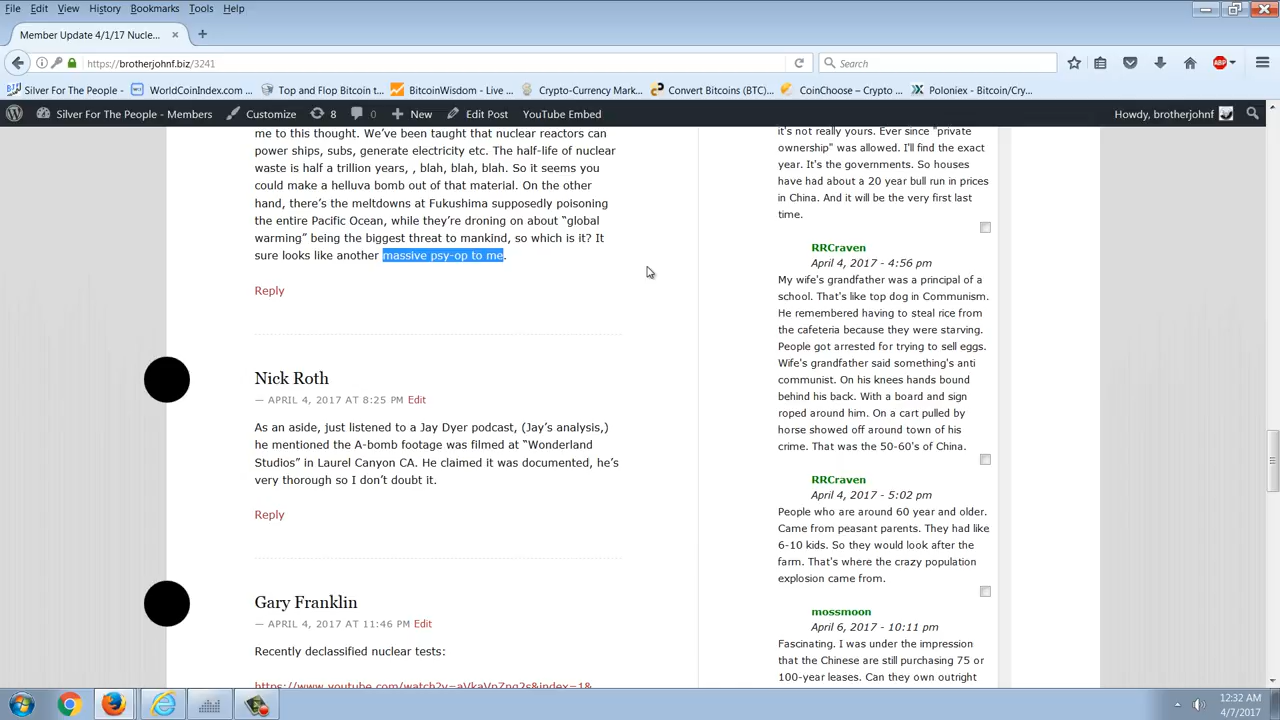 File Edit View History Bookmarks Tools Help
Member Update 4/1/17 Nucle...
https://brotherjohnf.biz/3241
Search
ABP
Silver For The People -
WorldCoinIndex.com ...
Top and Flop Bitcoin t...
BitcoinWisdom - Live ...
Crypto-Currency Mark...
Convert Bitcoins (BTC)...
CoinChoose – Crypto ...
Poloniex - Bitcoin/Cry...
Silver For The People - Members
Customize
8
0
New
Edit Post
YouTube Embed
Howdy, brotherjohnf
me to this thought. We’ve been taught that nuclear reactors can
power ships, subs, generate electricity etc. The half-life of nuclear
waste is half a trillion years, , blah, blah, blah. So it seems you
could make a helluva bomb out of that material. On the other
hand, there’s the meltdowns at Fukushima supposedly poisoning
the entire Pacific Ocean, while they’re droning on about “global
warming” being the biggest threat to mankind, so which is it? It
sure looks like another massive psy-op to me.
Reply
Nick Roth
— APRIL 4, 2017 AT 8:25 PM Edit
As an aside, just listened to a Jay Dyer podcast, (Jay’s analysis,)
he mentioned the A-bomb footage was filmed at “Wonderland
Studios” in Laurel Canyon CA. He claimed it was documented, he’s
very thorough so I don’t doubt it.
Reply
Gary Franklin
— APRIL 4, 2017 AT 11:46 PM Edit
Recently declassified nuclear tests:
it's not really yours. Ever since "private
ownership" was allowed. I'll find the exact
year. It's the governments. So houses
have had about a 20 year bull run in prices
in China. And it will be the very first last
time.
RRCraven
April 4, 2017 - 4:56 pm
My wife's grandfather was a principal of a
school. That's like top dog in Communism.
He remembered having to steal rice from
the cafeteria because they were starving.
People got arrested for trying to sell eggs.
Wife's grandfather said something's anti
communist. On his knees hands bound
behind his back. With a board and sign
roped around him. On a cart pulled by
horse showed off around town of his
crime. That was the 50-60's of China.
RRCraven
April 4, 2017 - 5:02 pm
People who are around 60 year and older.
Came from peasant parents. They had like
6-10 kids. So they would look after the
farm. That's where the crazy population
explosion came from.
mossmoon
April 6, 2017 - 10:11 pm
Fascinating. I was under the impression
that the Chinese are still purchasing 75 or
100-year leases. Can they own outright
12:32 AM
4/7/2017